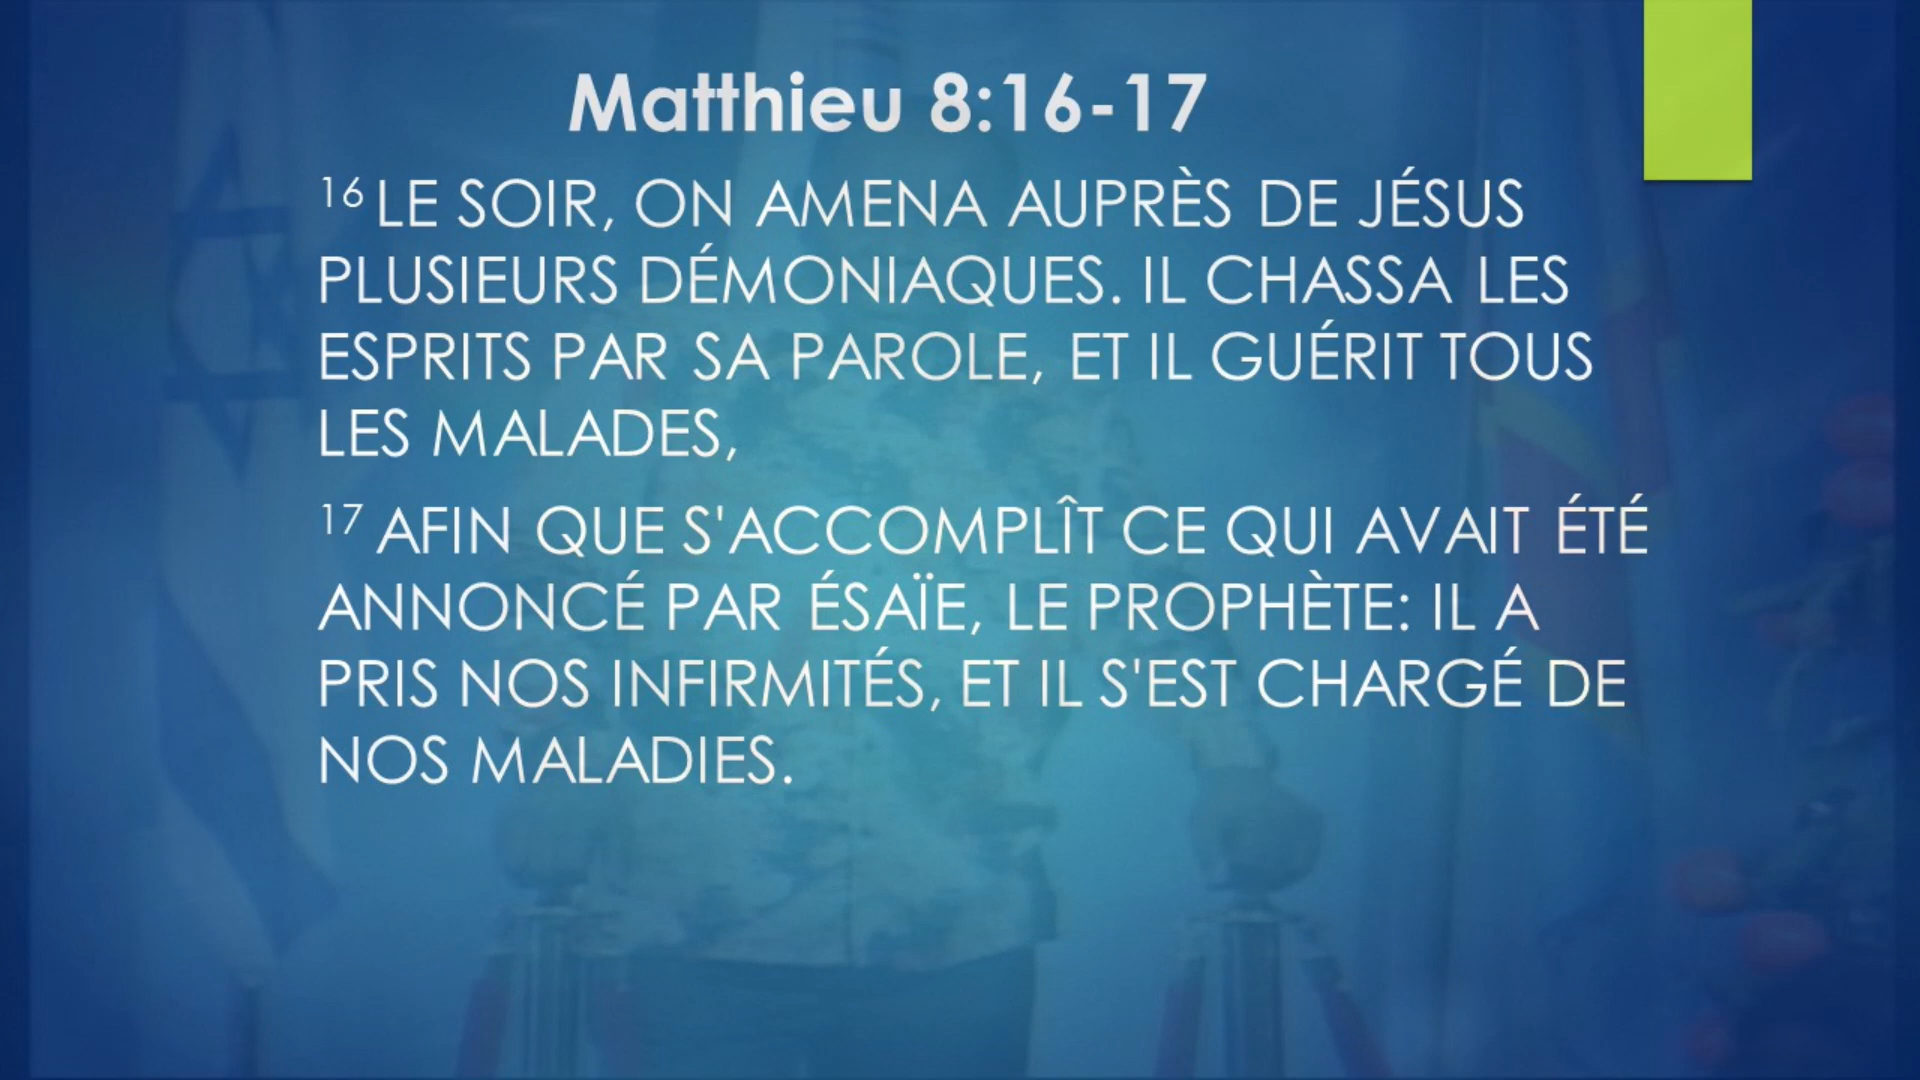 Matthieu 8:16-17
16 LE SOIR, ON AMENA AUPRÈS DE JÉSUS
PLUSIEURS DÉMONIAQUES. IL CHASSA LES
ESPRITS PAR SA PAROLE, ET IL GUÉRIT TOUS
LES MALADES,
17 AFIN QUE S'ACCOMPLÎT CE QUI AVAIT ÉTÉ
ANNONCÉ PAR ÉSAÏE, LE PROPHÈTE: IL A
PRIS NOS INFIRMITÉS, ET IL S'EST CHARGÉ DE
NOS MALADIES.